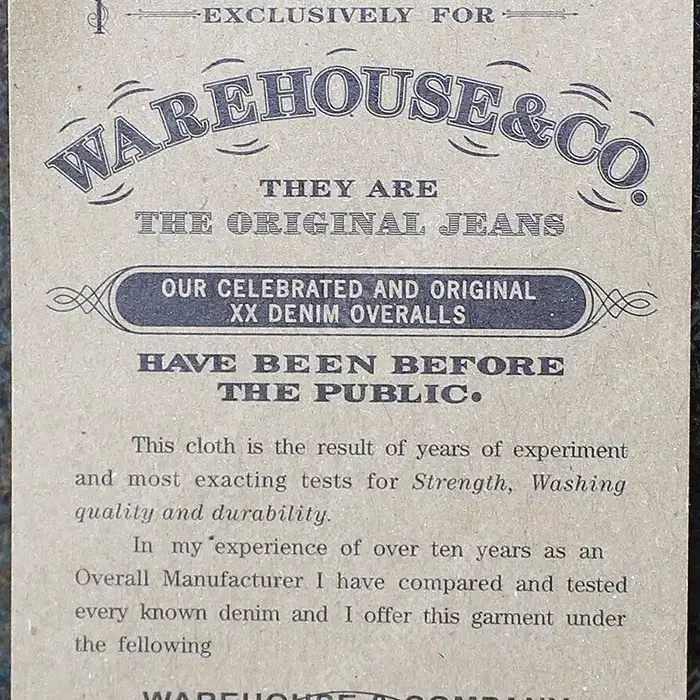 EXCLUSIVELY FOR
WAREHOUSE & CO.
THEY ARE
THE ORIGINAL JEANS
OUR CELEBRATED AND ORIGINAL
XX DENIM OVERALLS
HAVE BEEN BEFORE
THE PUBLIC.
This cloth is the result of years of experiment
and most exacting tests for Strength, Washing
quality and durability.
In my experience of over ten years as an
Overall Manufacturer I have compared and tested
every known denim and I offer this garment under
the fellowing
WAREHOUSE & COMPANY